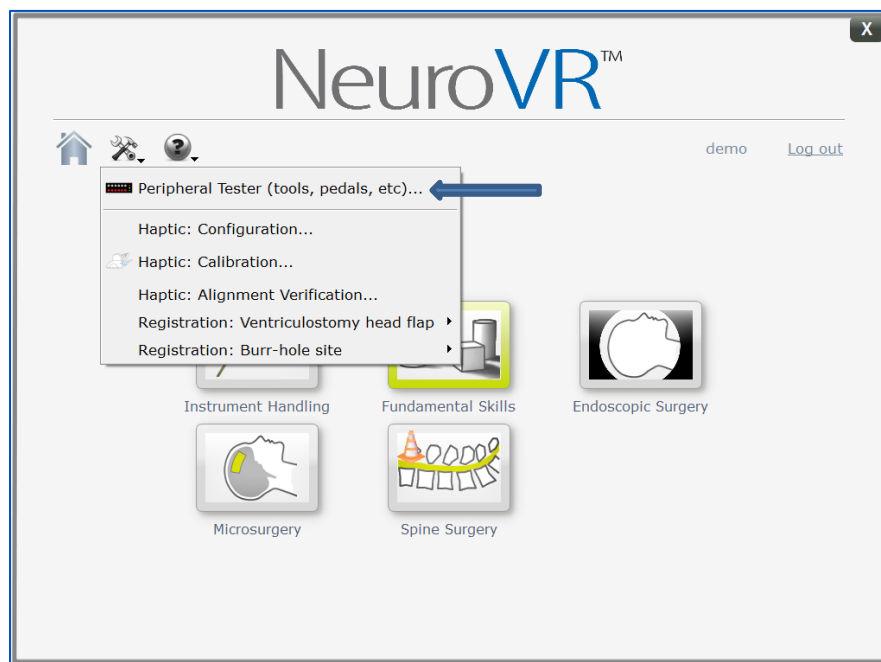 X
NeuroVR™
demo Log out
Peripheral Tester (tools, pedals, etc)...
Haptic: Configuration...
Haptic: Calibration...
Haptic: Alignment Verification...
Registration: Ventriculostomy head flap
Registration: Burr-hole site
Instrument Handling Fundamental Skills Endoscopic Surgery
Microsurgery Spine Surgery